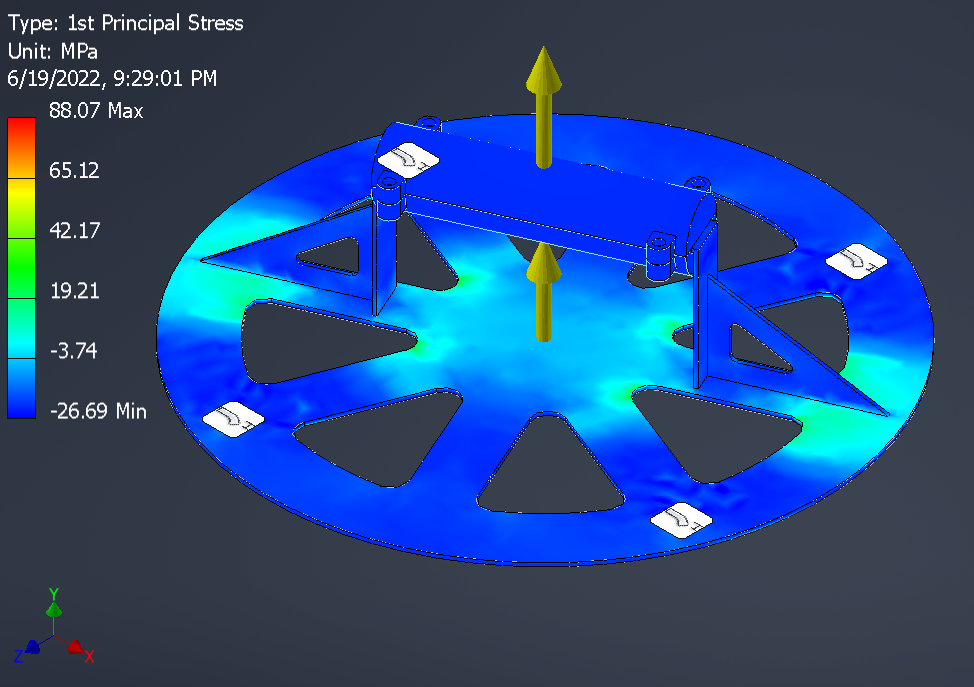 Type: 1st Principal Stress
Unit: MPa
6/19/2022, 9:29:01 PM
88.07 Max
65.12
42.17
19.21
-3.74
-26.69 Min
Y
Z
X